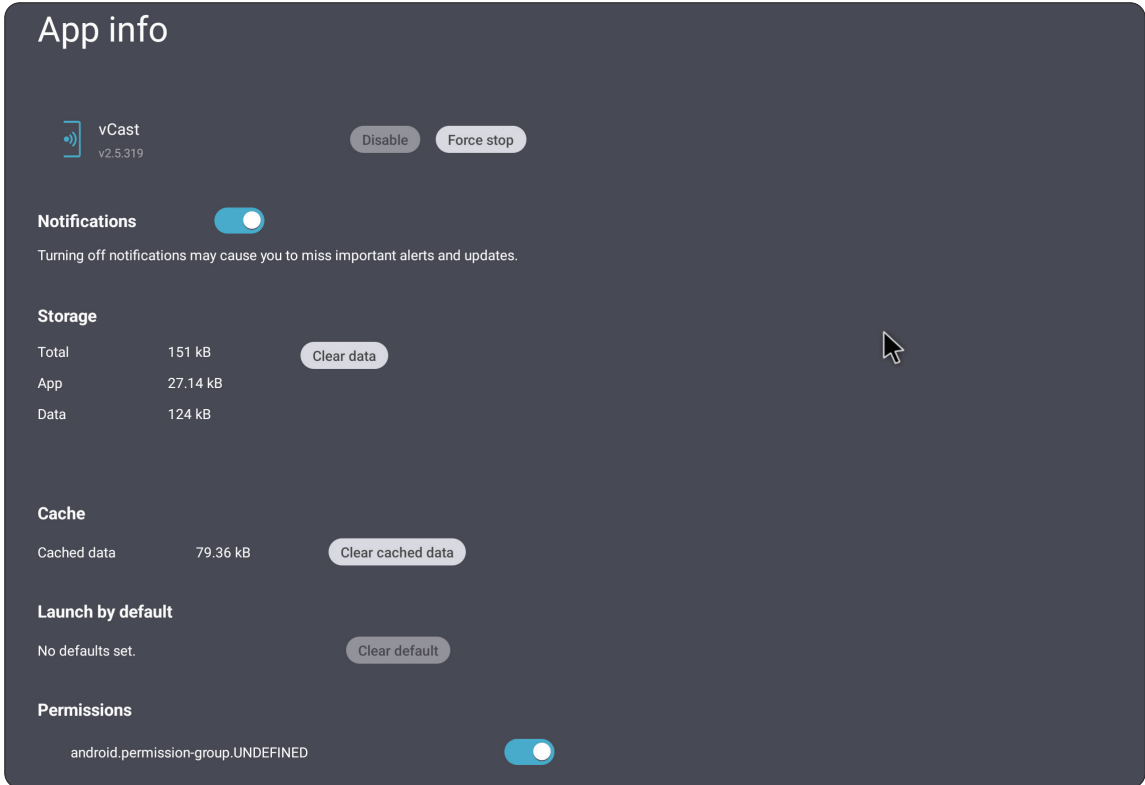 App info
vCast
v2.5.319
Disable
Force stop
Notifications
Turning off notifications may cause you to miss important alerts and updates.
Storage
Total 151 kB
Clear data
App 27.14 kB
Data 124 kB
Cache
Cached data 79.36 kB
Clear cached data
Launch by default
No defaults set.
Clear default
Permissions
android.permission-group.UNDEFINED